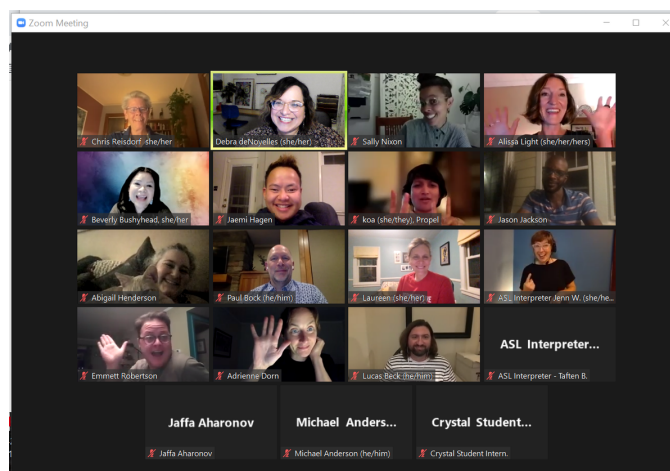 Zoom Meeting
Chris Reisdorf she/her
Debra deNovelles (she/her)
Sally Nixon
Alissa Light (she/her/hers)
Beverly Bushyhead, she/her
Jaemi Hagen
koa (she/they), Propel
Jason Jackson
Abigail Henderson
Paul Bock (he/him)
Laureen (she/her)
ASL Interpreter Jenn W. (she/he...
Emmett Robertson
Adrienne Dorn
Lucas Beck (he/him)
ASL Interpreter...
ASL Interpreter - Taften B.
Jaffa Aharonov
Michael Anders...
Crystal Student...
Jaffa Aharonov
Michael Anderson (he/him)
Crystal Student Intern.